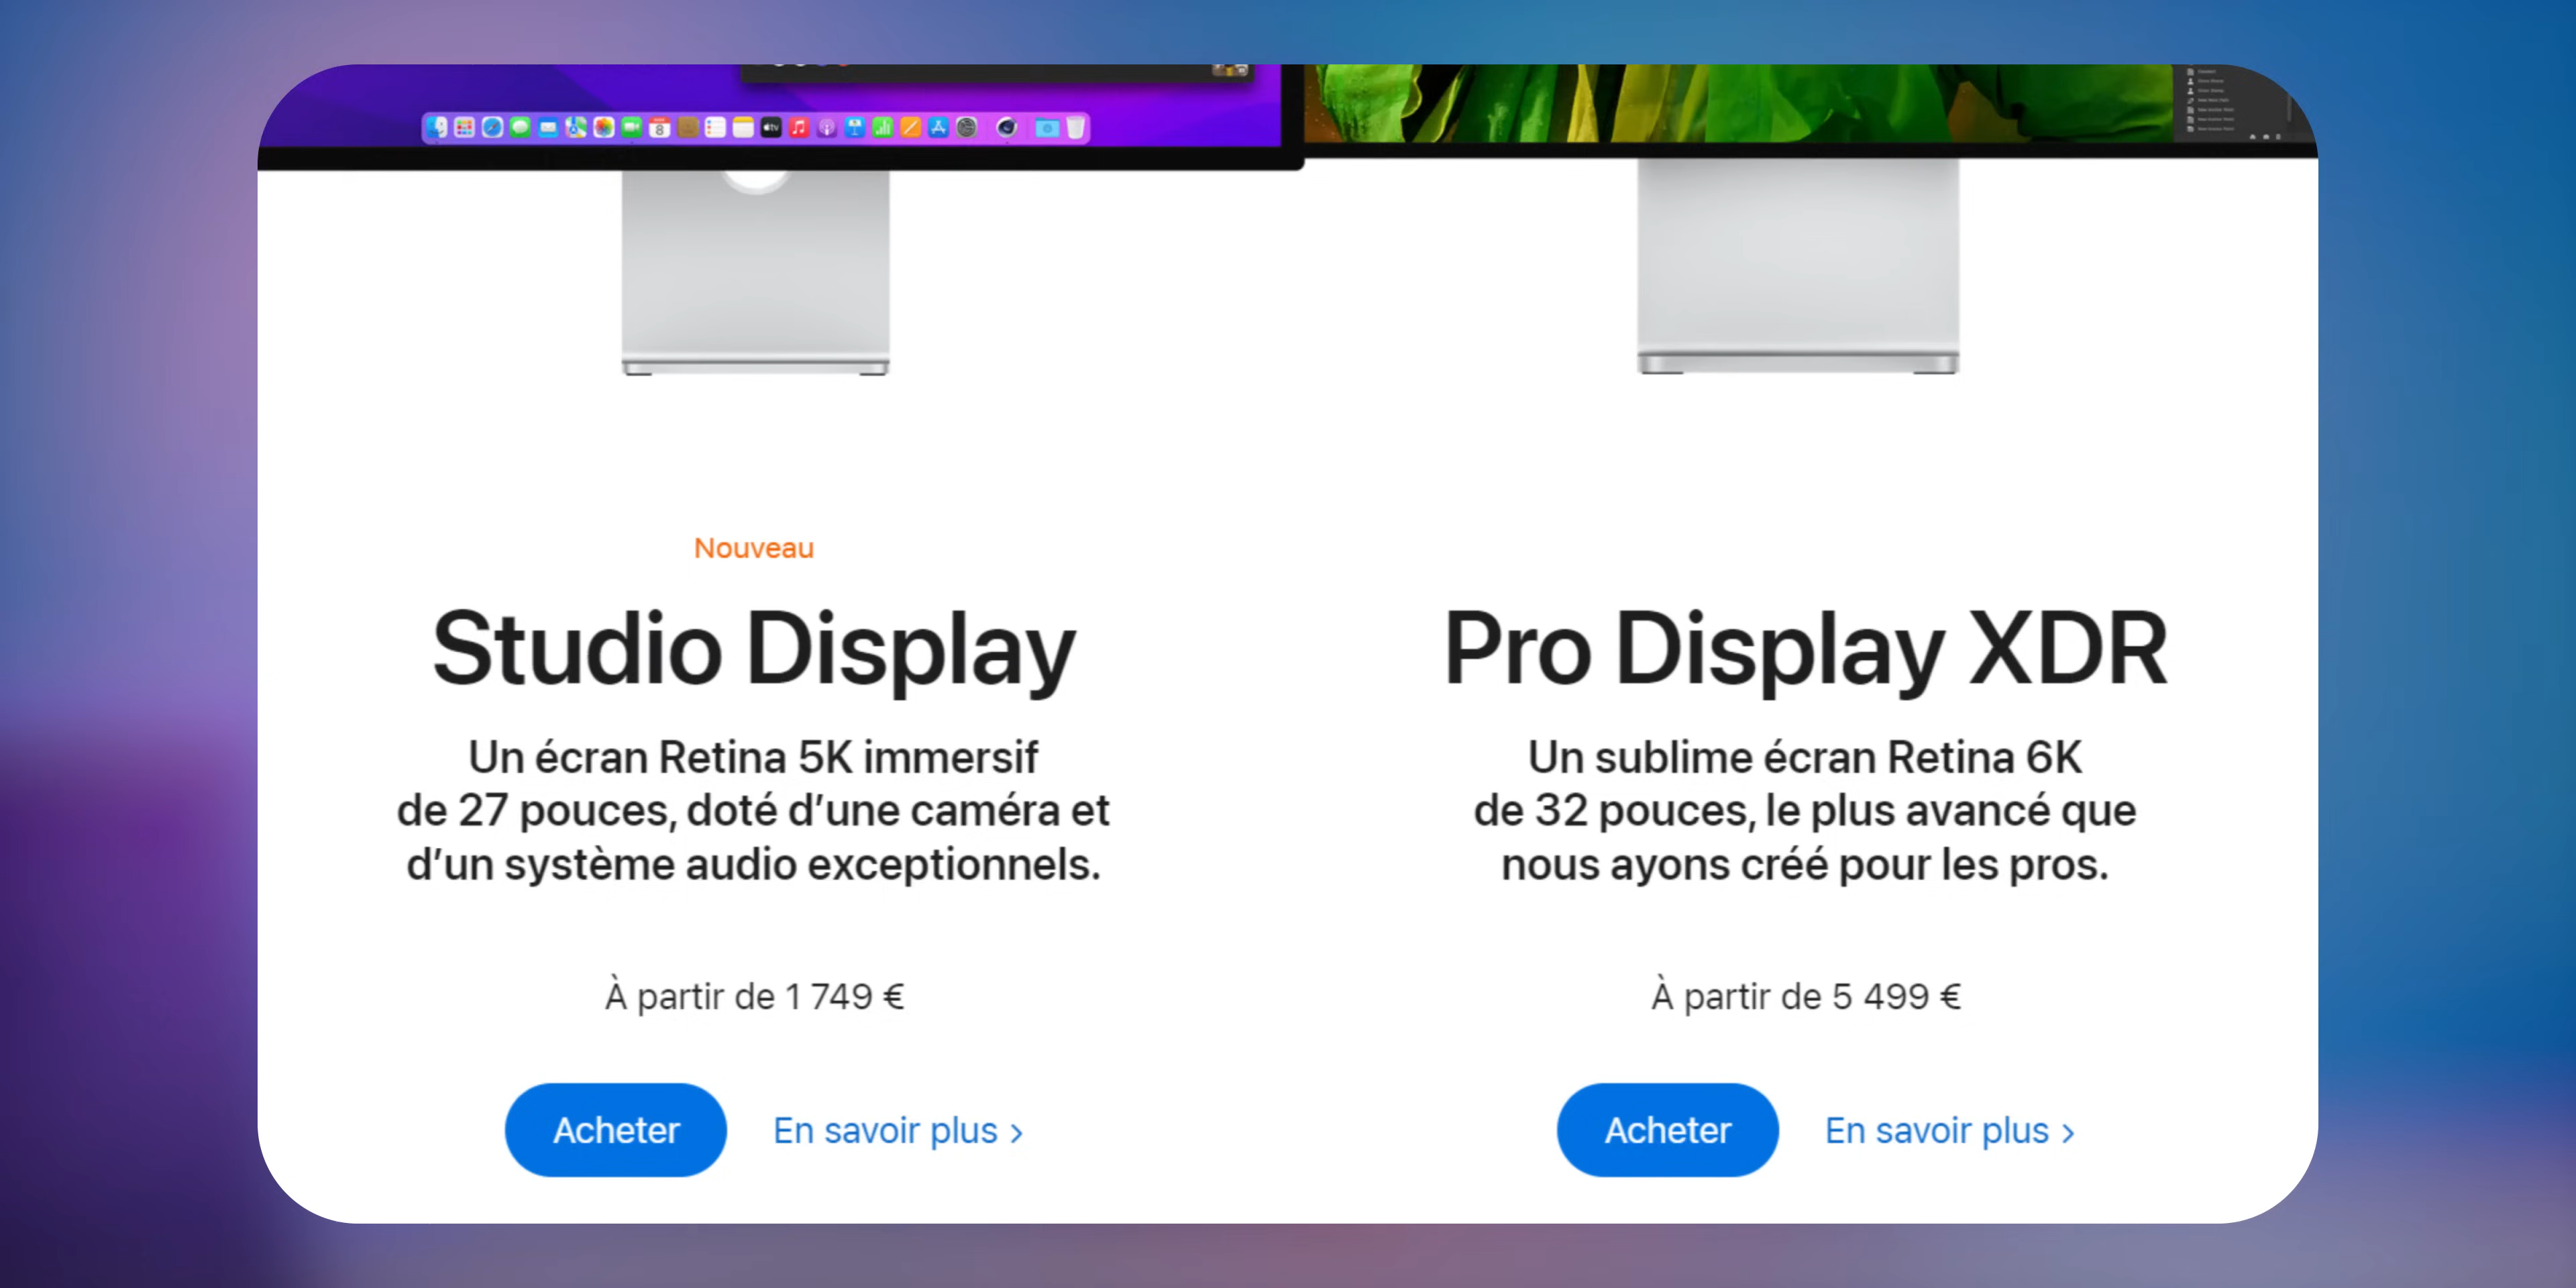 Nouveau
Studio Display
Un écran Retina 5K immersif
de 27 pouces, doté d’une caméra et
d’un système audio exceptionnels.
À partir de 1 749 €
Acheter
En savoir plus ›
Pro Display XDR
Un sublime écran Retina 6K
de 32 pouces, le plus avancé que
nous ayons créé pour les pros.
À partir de 5 499 €
Acheter
En savoir plus ›